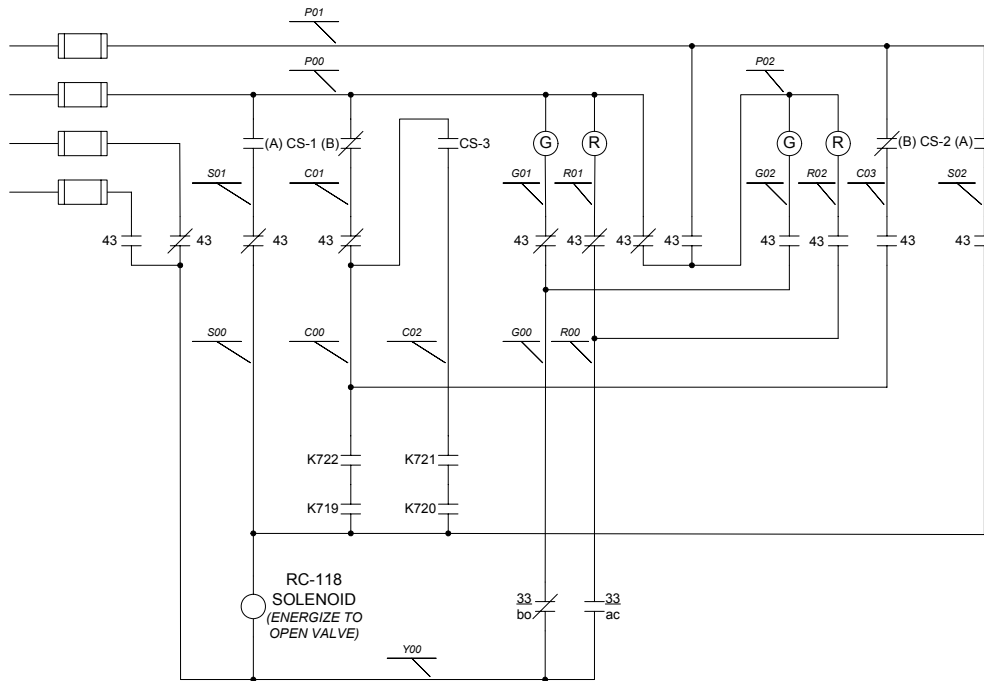 P01
P00
P02
(A) CS-1 (B)
CS-3
G
R
G
R
(B) CS-2 (A)
S01
C01
G01
R01
G02
R02
C03
S02
43
43
43
43
43
43
43
43
43
43
43
43
S00
C00
C02
G00
R00
K722
K721
K719
K720
RC-118
SOLENOID
(ENERGIZE TO
OPEN VALVE)
33
bo
33
ac
Y00